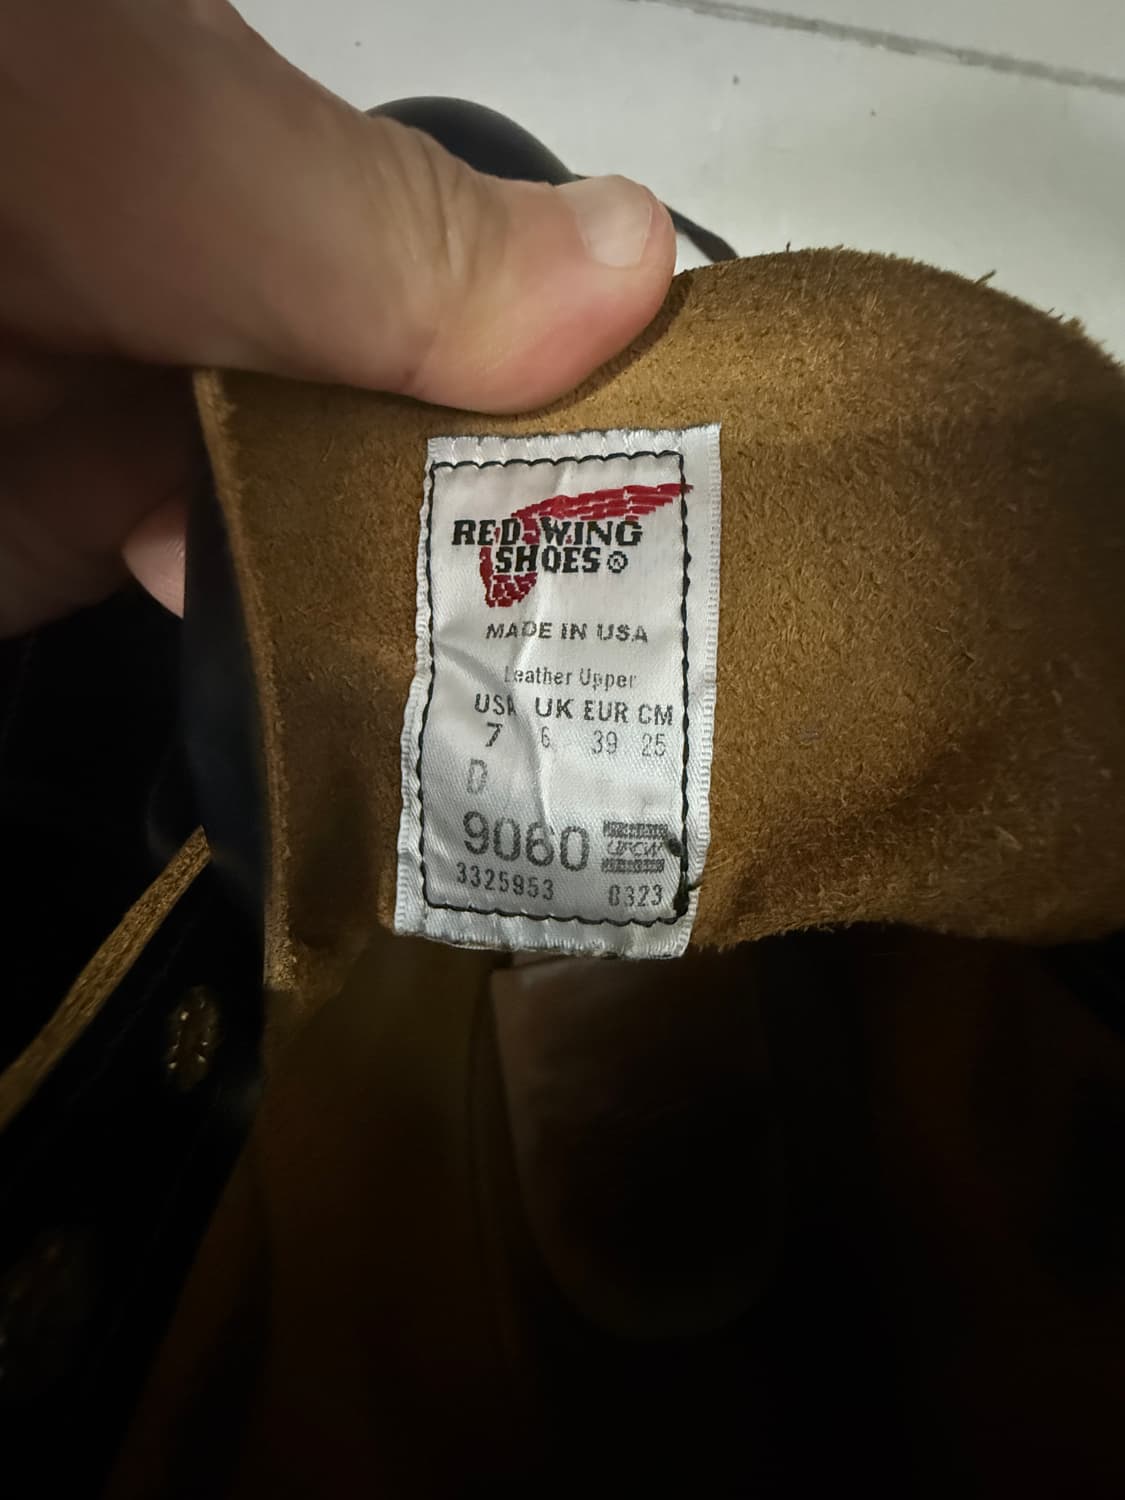 RED WING
SHOES®
MADE IN USA
Leather Upper
USA UK EUR CM
7 6 39 25
D
9060 UFCW
3325953 0323